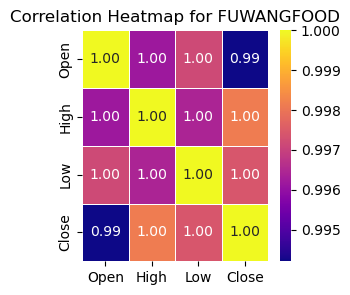 Correlation Heatmap for FUWANGFOOD
Open 1.00 1.00 1.00 0.99
High 1.00 1.00 1.00 1.00
Low 1.00 1.00 1.00 1.00
Close 0.99 1.00 1.00 1.00
Open High Low Close
1.000
0.999
0.998
0.997
0.996
0.995